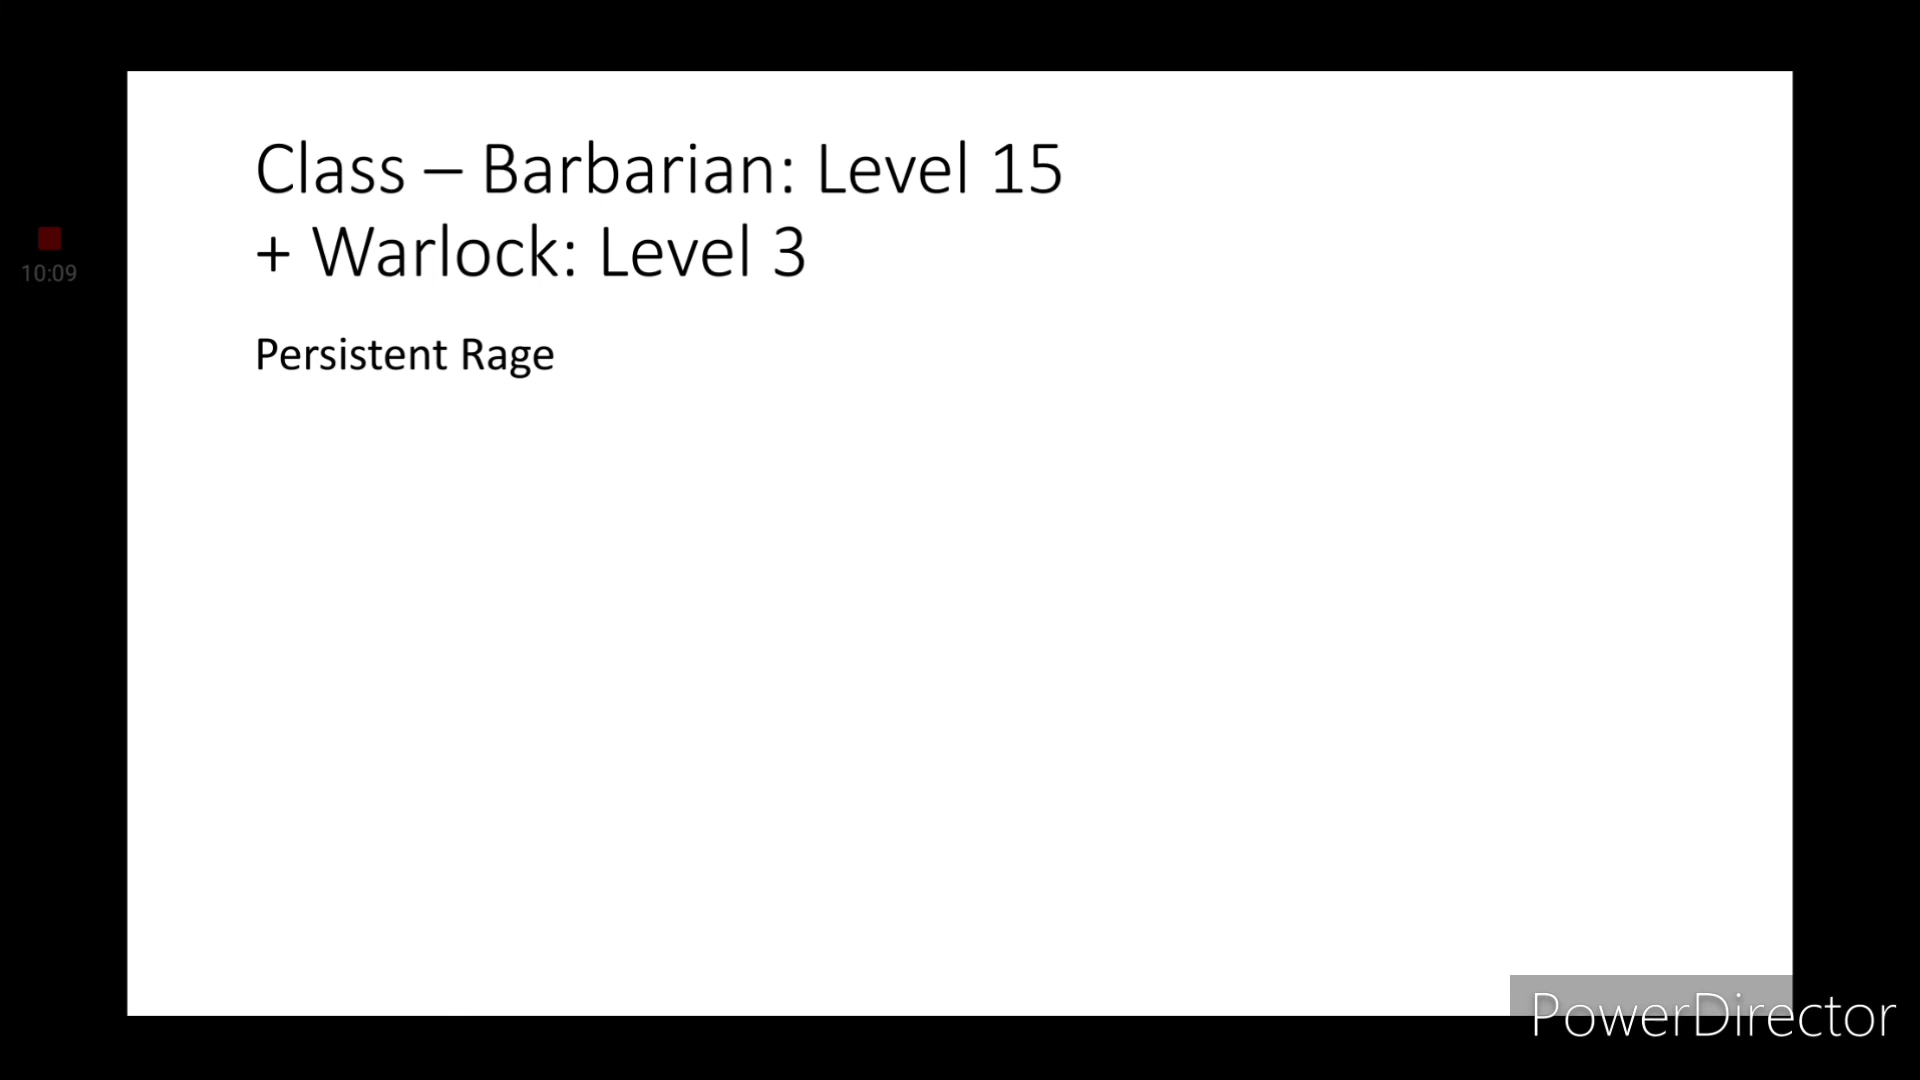 Class – Barbarian: Level 15
+ Warlock: Level 3
10:09
Persistent Rage
PowerDirector